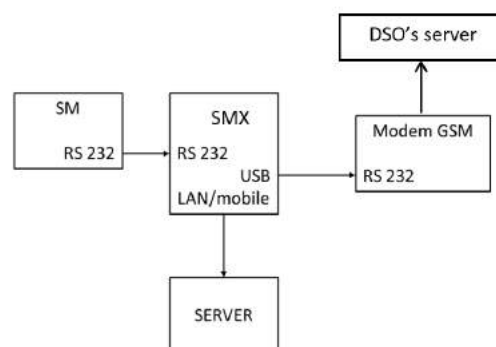 DSO's server
SM
RS 232
SMX
RS 232
USB
LAN/mobile
Modem GSM
RS 232
SERVER